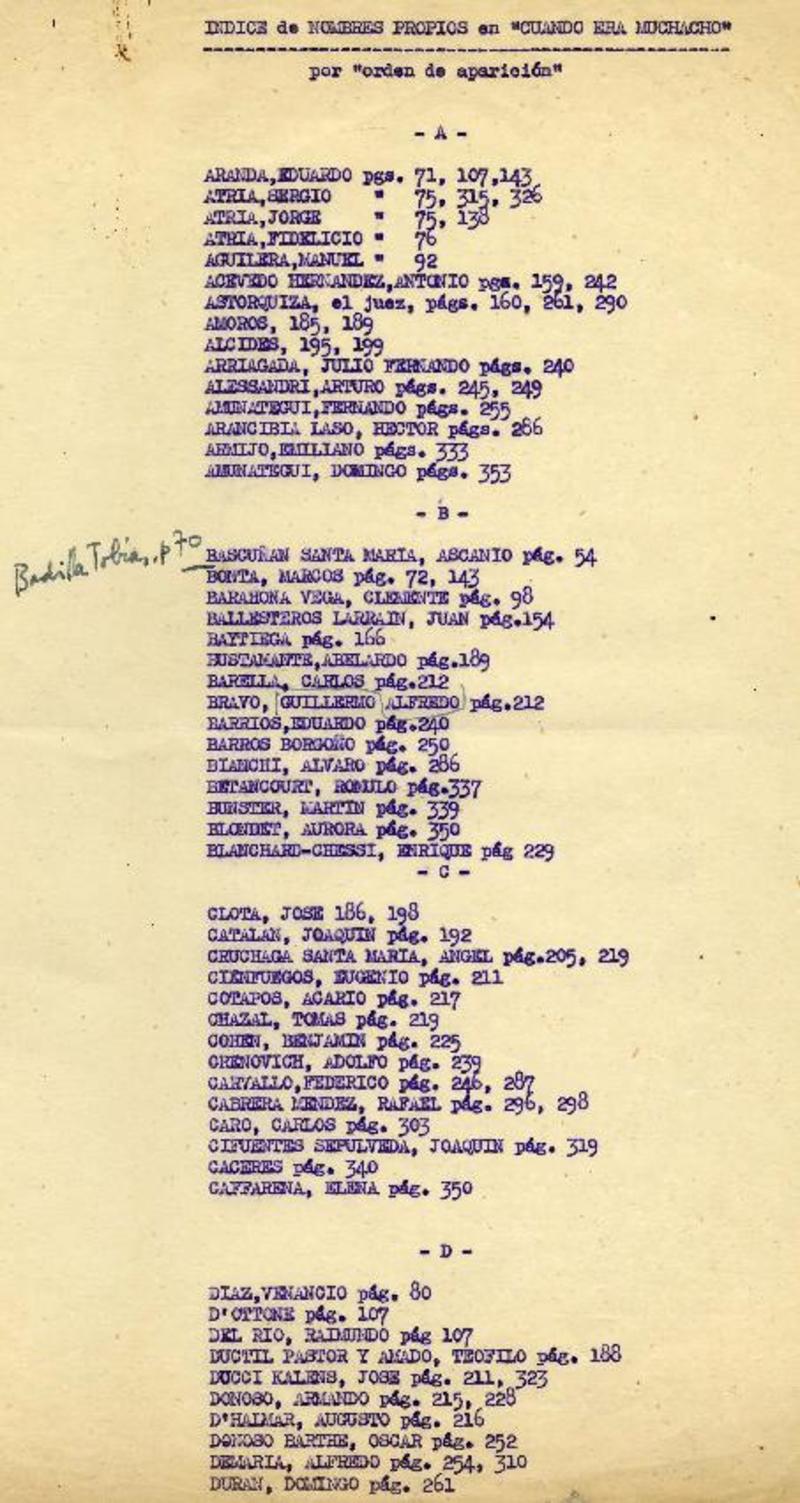 INDICE de NOMBRES PROPIOS en "CUANDO ERA MUCHACHO"
por "orden de aparición"
- A -
ARANDA,EDUARDO pgs. 71, 107,143
ATRIA,SERGIO " 75, 315, 326
ATRIA,JORGE " 75, 138
ATRIA,FIDELICIO " 76
AGUILERA,MANUEL " 92
ACEVEDO HERNANDEZ,ANTONIO pgs. 159, 242
ASTORQUIZA, el juez, págs. 160, 261, 290
AMOROS, 185, 189
ALCIDES, 195, 199
ARRIAGADA, JULIO FERNANDO págs. 240
ALESSANDRI,ARTURO págs. 245, 249
AMUNATEGUI,FERNANDO págs. 255
ARANCIBIA LASO, HECTOR págs. 286
ARMIJO,EMILIANO págs. 333
AMUNATEGUI, DOMINGO págs. 353
- B -
Badilla Tobías, p 70
BASCUÑAN SANTA MARIA, ASCANIO pág. 54
BONTA, MARCOS pág. 72, 143
BARAHONA VEGA, CLEMENTE pág. 98
BALLESTEROS LARRAIN, JUAN pág.154
BATTIEGA pág. 166
BUSTAMANTE,ABELARDO pág.189
BARELLA, CARLOS pág.212
BRAVO, GUILLERMO ALFREDO pág.212
BARRIOS,EDUARDO pág.240
BARROS BORGOÑO pág. 250
BIANCHI, ALVARO pág. 286
BETANCOURT, ROMULO pág.337
BUNSTER, MARTIN pág. 339
BLONDET, AURORA pág. 350
BLANCHARD-CHESSI, ENRIQUE pág 229
- C -
CLOTA, JOSE 186, 198
CATALAN, JOAQUIN pág. 192
CRUCHAGA SANTA MARIA, ANGEL pág.205, 219
CIENFUEGOS, EUGENIO pág. 211
COTAPOS, ACARIO pág. 217
CHAZAL, TOMAS pág. 219
COHEN, BENJAMIN pág. 225
CRENOVICH, ADOLFO pág. 239
CARVALLO,FEDERICO pág. 246, 287
CABRERA MENDEZ, RAFAEL pág. 296, 298
CARO, CARLOS pág. 303
CIFUENTES SEPULVEDA, JOAQUIN pág. 319
CACERES pág. 340
CAFFARENA, ELENA pág. 350
- D -
DIAZ,VENANCIO pág. 80
D'OTTONE pág. 107
DEL RIO, RAIMUNDO pág 107
DUCTIL PASTOR Y AMADO, TEOFILO pág. 188
DUCCI KALENS, JOSE pág. 211, 323
DONOSO, ARMANDO pág. 215, 228
D'HALMAR, AUGUSTO pág. 216
DONOSO BARTHE, OSCAR pág. 252
DEMARIA, ALFREDO pág. 254, 310
DURAN, DOMINGO pág. 261